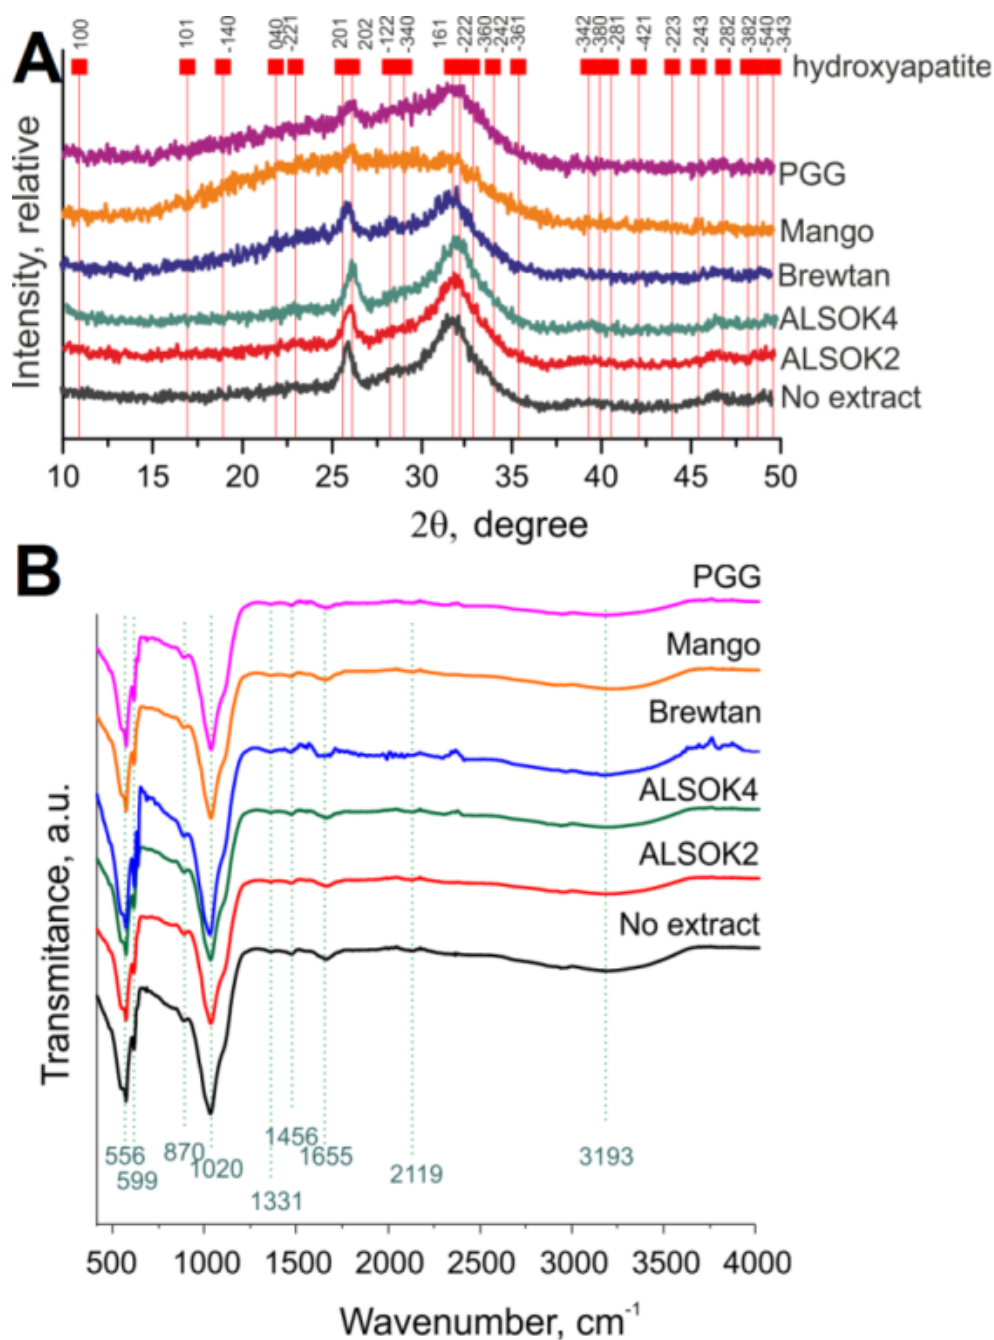 A
100
101
-140
040
-221
201
202
-122
-340
161
-222
-360
-242
-361
-342
-380
-281
-421
-223
-243
-282
-382
-540
-343
hydroxyapatite
PGG
Mango
Brewtan
ALSOK4
ALSOK2
No extract
Intensity, relative
10 15 20 25 30 35 40 45 50
2θ, degree
B
PGG
Mango
Brewtan
ALSOK4
ALSOK2
No extract
Transmitance, a.u.
556
599
870
1020
1331
1456
1655
2119
3193
500 1000 1500 2000 2500 3000 3500 4000
Wavenumber, cm⁻¹